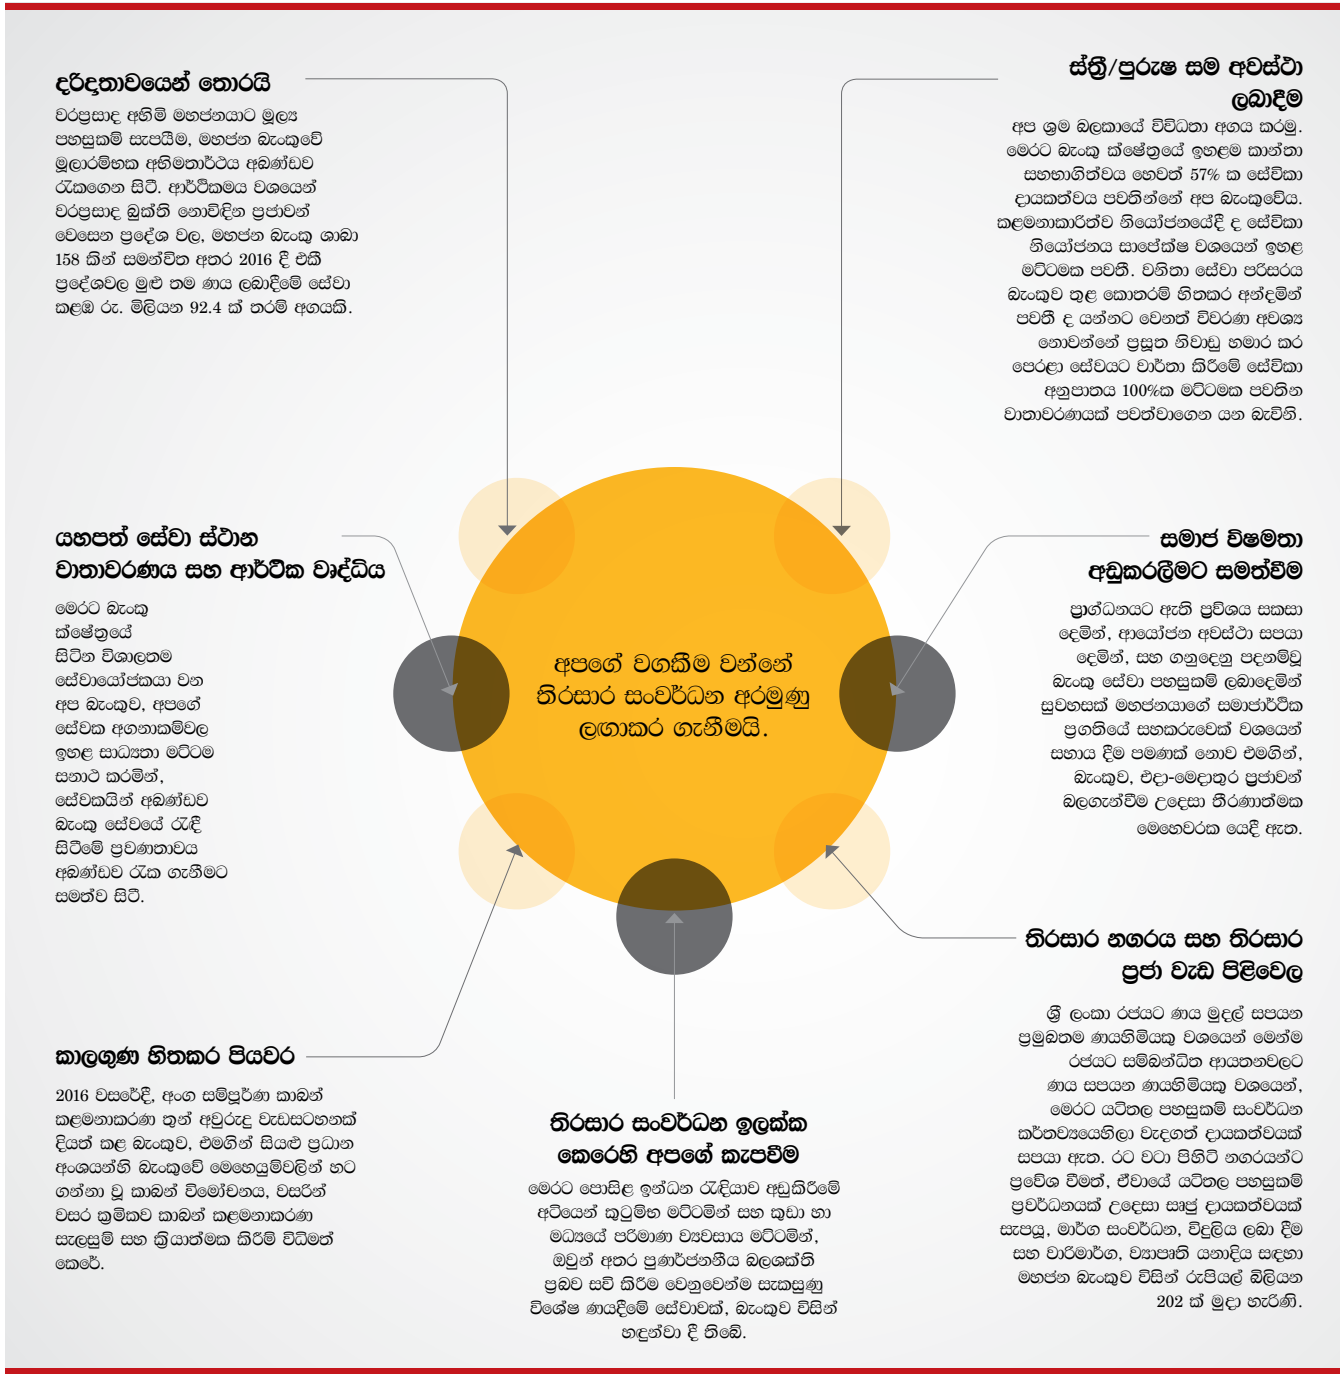 දරිද්‍රතාවයෙන් තොරයි
වරප්‍රසාද අහිමි මහජනයාට මූල්‍ය
පහසුකම් සැපයීම, මහජන බැංකුවේ
මූලාරම්භක අභිමතාර්ථය අඛණ්ඩව
රැකගෙන සිටී. ආර්ථිකමය වශයෙන්
වරප්‍රසාද බුක්ති නොවිඳින ප්‍රජාවන්
වෙසෙන ප්‍රදේශ වල, මහජන බැංකු ශාඛා
158 කින් සමන්විත අතර 2016 දී එකී
ප්‍රදේශවල මුළු තම ණය ලබාදීමේ සේවා
කළඹ රු. මිලියන 92.4 ක් තරම් අගයකි.
ස්ත්‍රී/පුරුෂ සම අවස්ථා
ලබාදීම
අප ශ්‍රම බලකායේ විවිධතා අගය කරමු.
මෙරට බැංකු ක්ෂේත්‍රයේ ඉහළම කාන්තා
සහභාගිත්වය හෙවත් 57% ක සේවිකා
දායකත්වය පවතින්නේ අප බැංකුවේය.
කළමනාකාරිත්ව නියෝජනයේදී ද සේවිකා
නියෝජනය සාපේක්ෂ වශයෙන් ඉහළ
මට්ටමක පවතී. වනිතා සේවා පරිසරය
බැංකුව තුළ කොතරම් හිතකර අන්දමින්
පවතී ද යන්නට වෙනත් විවරණ අවශ්‍ය
නොවන්නේ ප්‍රසූත නිවාඩු හමාර කර
පෙරළා සේවයට වාර්තා කිරීමේ සේවිකා
අනුපාතය 100%ක මට්ටමක පවතින
වාතාවරණයක් පවත්වාගෙන යන බැවිනි.
යහපත් සේවා ස්ථාන
වාතාවරණය සහ ආර්ථික වෘද්ධිය
මෙරට බැංකු
ක්ෂේත්‍රයේ
සිටින විශාලතම
සේවායෝජකයා වන
අප බැංකුව, අපගේ
සේවක අගනාකම්වල
ඉහළ සාධ්‍යතා මට්ටම
සනාථ කරමින්,
සේවකයින් අඛණ්ඩව
බැංකු සේවයේ රැඳී
සිටීමේ ප්‍රවණතාවය
අඛණ්ඩව රැක ගැනීමට
සමත්ව සිටී.
අපගේ වගකීම වන්නේ
තිරසාර සංවර්ධන අරමුණු
ළඟාකර ගැනීමයි.
සමාජ විෂමතා
අඩුකරලීමට සමත්වීම
ප්‍රාග්ධනයට ඇති ප්‍රවිශය සකසා
දෙමින්, ආයෝජන අවස්ථා සපයා
දෙමින්, සහ ගනුදෙනු පදනම්වූ
බැංකු සේවා පහසුකම් ලබාදෙමින්
සුවහසක් මහජනයාගේ සමාජාර්ථික
ප්‍රගතියේ සහකරුවෙක් වශයෙන්
සහාය දීම පමණක් නොව එමගින්,
බැංකුව, එදා-මෙදාතුර ප්‍රජාවන්
බලගැන්වීම උදෙසා තීරණාත්මක
මෙහෙවරක යෙදී ඇත.
තිරසාර නගරය සහ තිරසාර
ප්‍රජා වැඩ පිළිවෙල
ශ්‍රී ලංකා රජයට ණය මුදල් සපයන
ප්‍රමුඛතම ණයහිමියකු වශයෙන් මෙන්ම
රජයට සම්බන්ධිත ආයතනවලට
ණය සපයන ණයහිමියකු වශයෙන්,
මෙරට යටිතල පහසුකම් සංවර්ධන
කර්තව්‍යයෙහිලා වැදගත් දායකත්වයක්
සපයා ඇත. රට වටා පිහිටි නගරයන්ට
ප්‍රවේශ වීමත්, ඒවායේ යටිතල පහසුකම්
ප්‍රවර්ධනයක් උදෙසා ඍජු දායකත්වයක්
සැපයූ, මාර්ග සංවර්ධන, විදුලිය ලබා දීම
සහ වාරිමාර්ග, ව්‍යාපෘති යනාදිය සඳහා
මහජන බැංකුව විසින් රුපියල් බිලියන
202 ක් මුදා හැරිණි.
කාලගුණ හිතකර පියවර
2016 වසරේදී, අංග සම්පූර්ණ කාබන්
කළමනාකරණ තුන් අවුරුදු වැඩසටහනක්
දියත් කළ බැංකුව, එමගින් සියළු ප්‍රධාන
අංශයන්හි බැංකුවේ මෙහෙයුම්වලින් හට
ගන්නා වූ කාබන් විමෝචනය, වසරින්
වසර ක්‍රමිකව කාබන් කළමනාකරණ
සැලසුම් සහ ක්‍රියාත්මක කිරීම් විධිමත්
කෙරේ.
තිරසාර සංවර්ධන ඉලක්ක
කෙරෙහි අපගේ කැපවීම
මෙරට පොසිළ ඉන්ධන රැඳියාව අඩුකිරීමේ
අටියෙන් කුටුම්භ මට්ටමින් සහ කුඩා හා
මධ්‍යයේ පරිමාණ ව්‍යවසාය මට්ටමින්,
ඔවුන් අතර පුණර්ජනනීය බලශක්ති
ප්‍රබව සවි කිරීම වෙනුවෙන්ම සැකසුණු
විශේෂ ණයදීමේ සේවාවක්, බැංකුව විසින්
හඳුන්වා දී තිබේ.